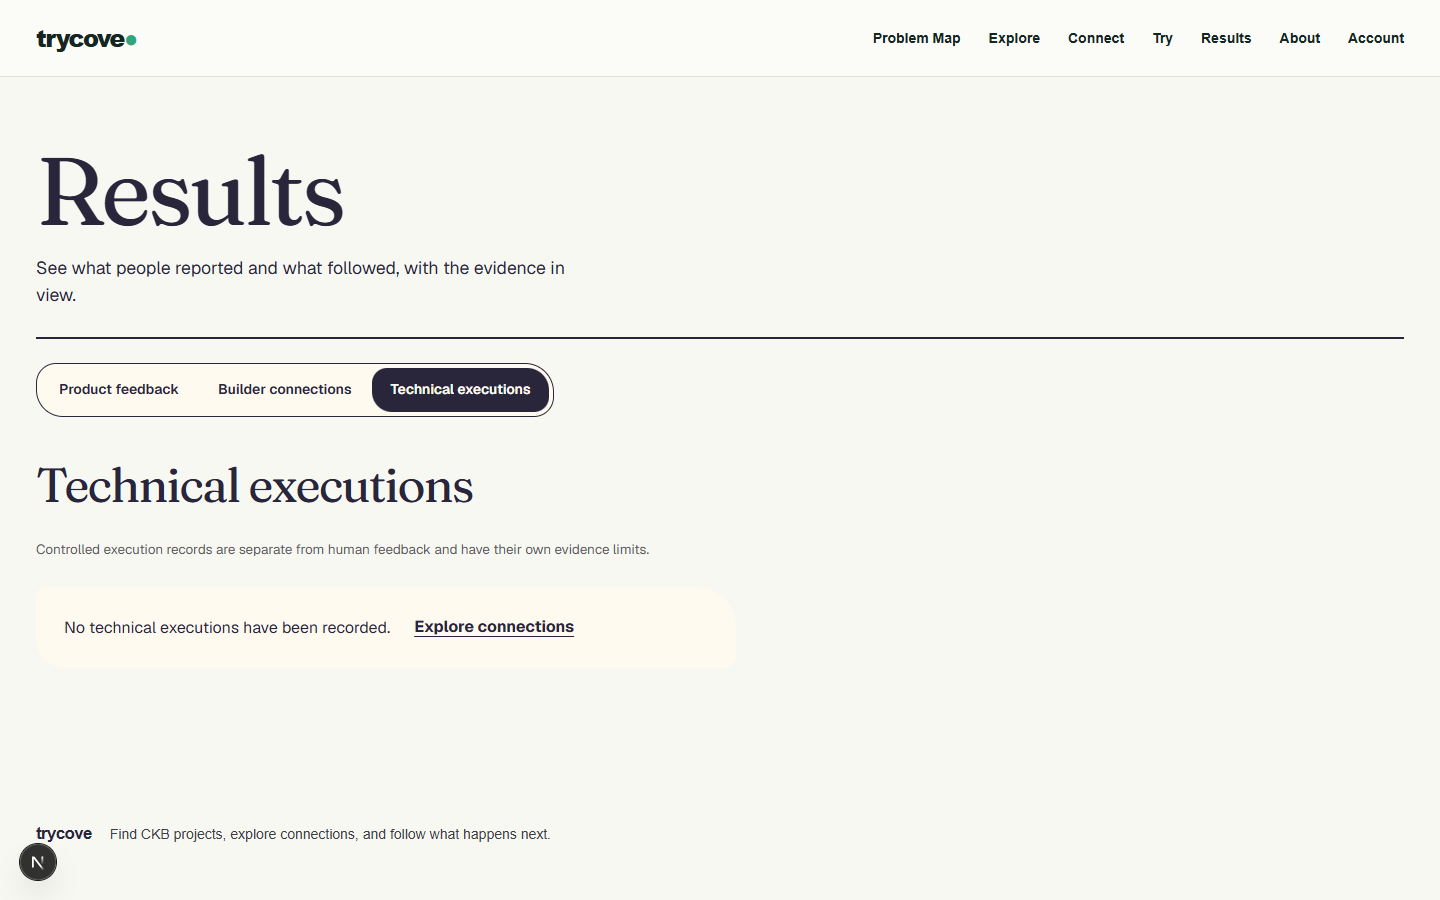 trycove
Problem Map Explore Connect Try Results About Account
Results
See what people reported and what followed, with the evidence in
view.
Product feedback Builder connections Technical executions
Technical executions
Controlled execution records are separate from human feedback and have their own evidence limits.
No technical executions have been recorded. Explore connections
trycove Find CKB projects, explore connections, and follow what happens next.
N